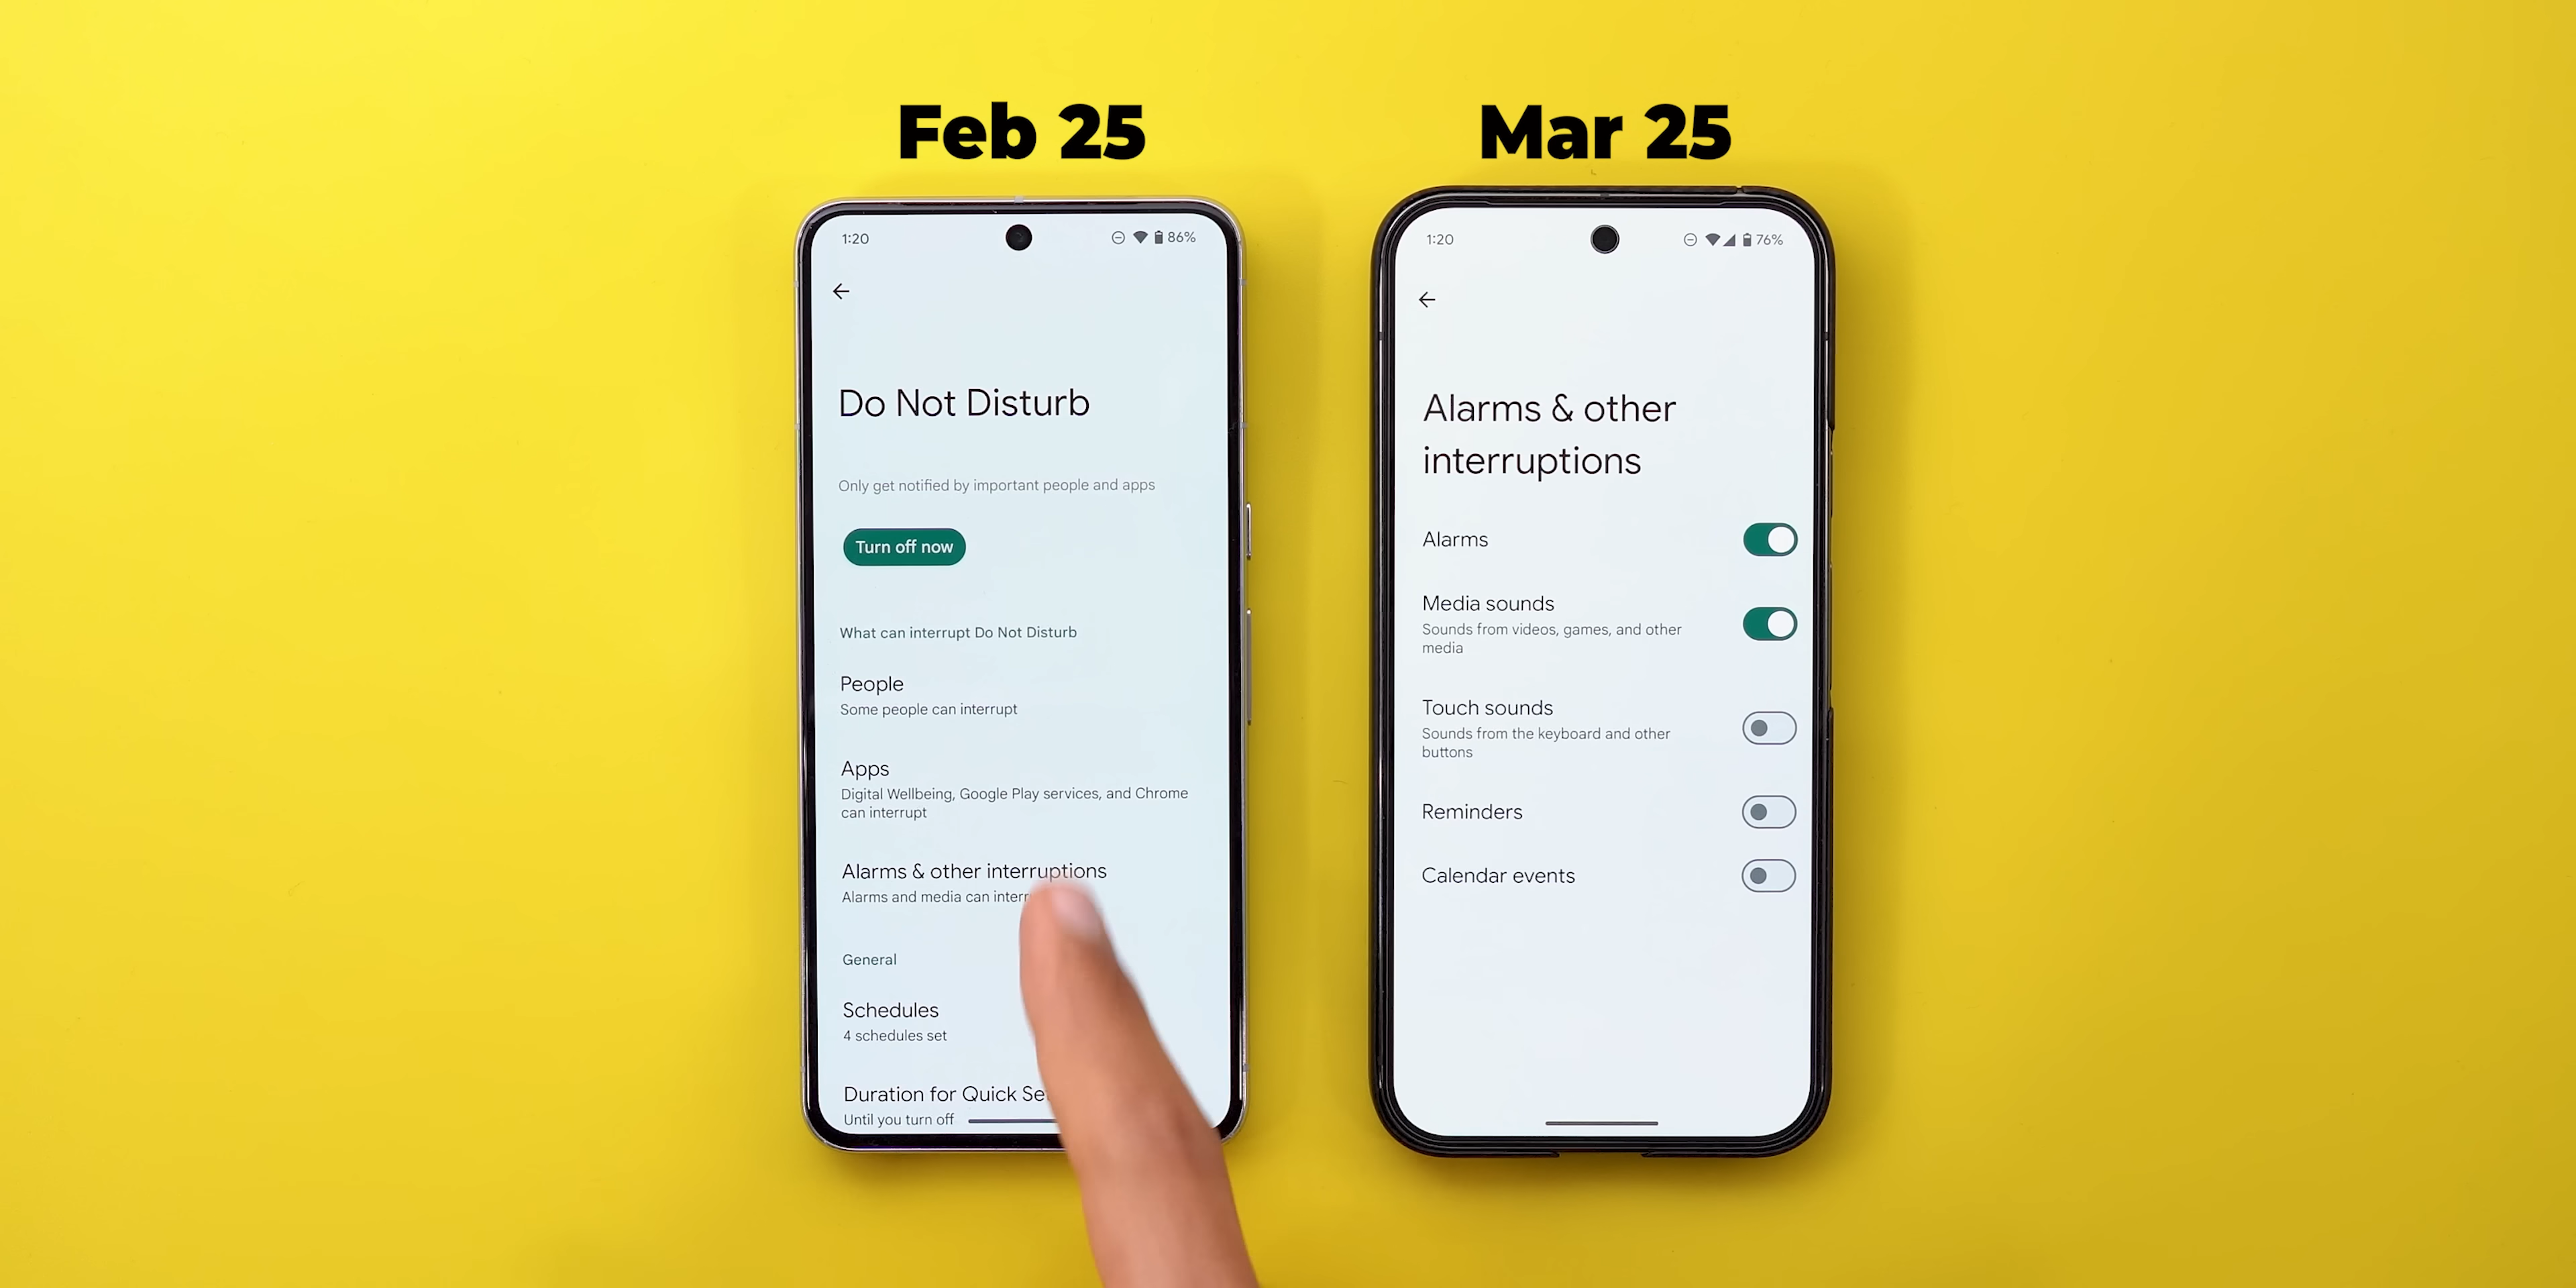 Feb 25
1:20
86%
Do Not Disturb
Only get notified by important people and apps
Turn off now
What can interrupt Do Not Disturb
People
Some people can interrupt
Apps
Digital Wellbeing, Google Play services, and Chrome
can interrupt
Alarms & other interruptions
Alarms and media can
General
Schedules
4 schedules set
Duration for Quick
Until you turn off
Mar 25
1:20
76%
Alarms & other
interruptions
Alarms
Media sounds
Sounds from videos, games, and other
media
Touch sounds
Sounds from the keyboard and other
buttons
Reminders
Calendar events